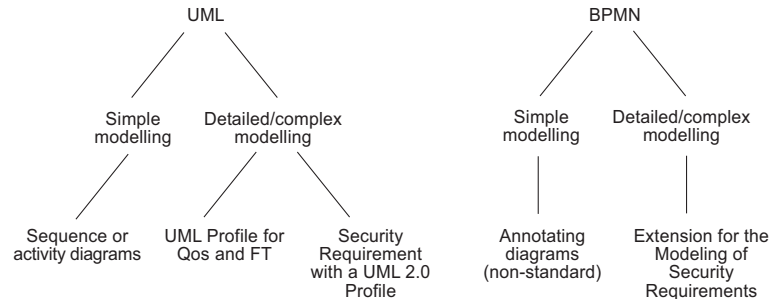 UML
BPMN
Simple
modelling
Detailed/complex
modelling
Simple
modelling
Detailed/complex
modelling
Sequence or
activity diagrams
UML Profile for
Qos and FT
Security
Requirement
with a UML 2.0
Profile
Annotating
diagrams
(non-standard)
Extension for the
Modeling of
Security
Requirements